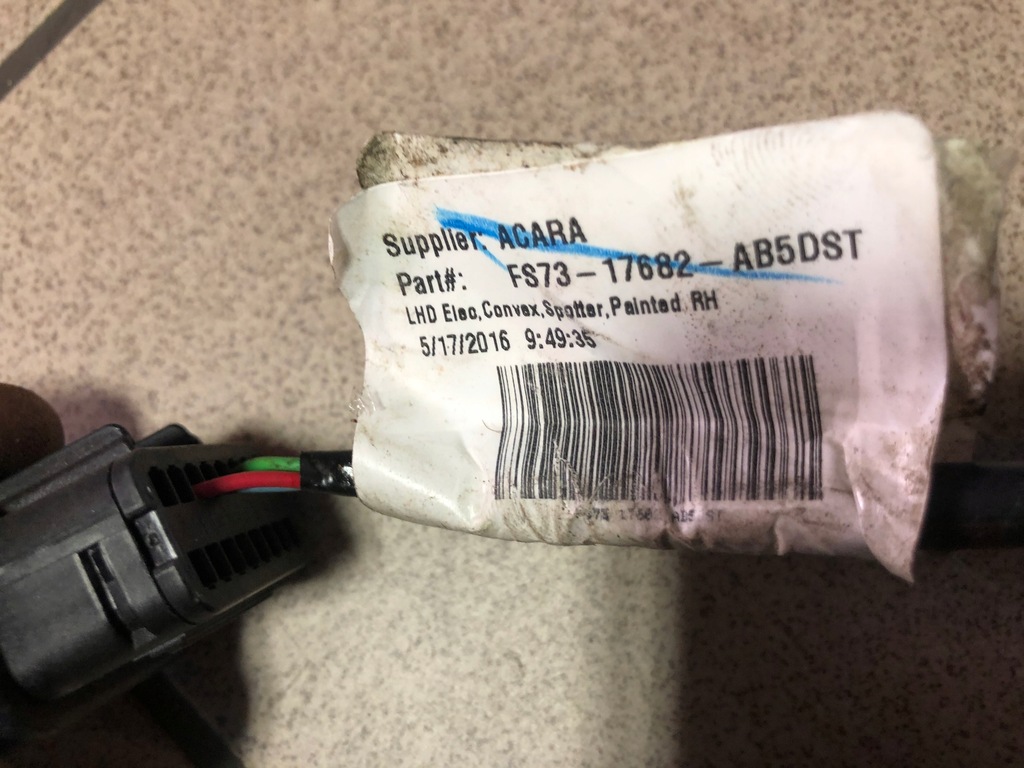 Supplier: ACARA
Part#: FS73-17682-AB5DST
LHD Elec,Convex,Spotter,Painted RH
5/17/2016 9:49:35